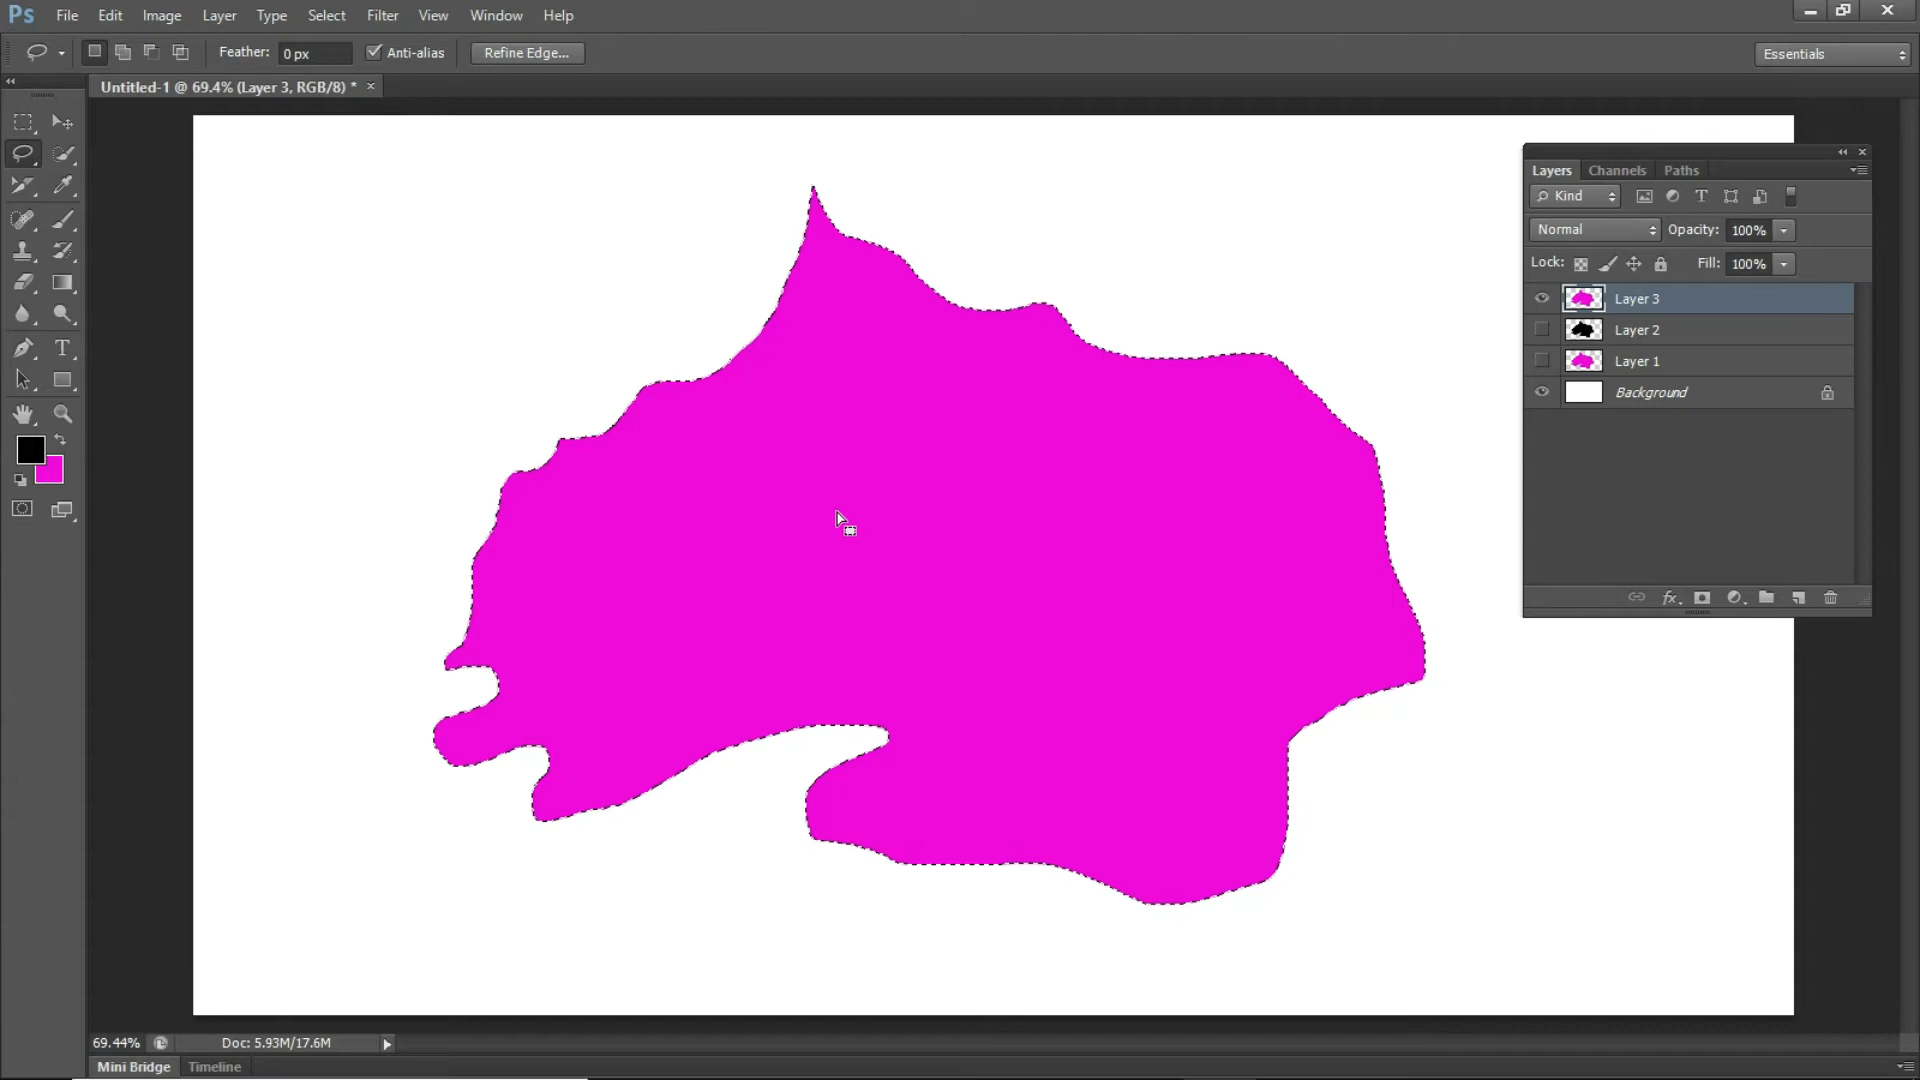 Ps File Edit Image Layer Type Select Filter View Window Help
Feather: 0 px Anti-alias Refine Edge... Essentials
Untitled-1 @ 69.4% (Layer 3, RGB/8) * ×
Layers Channels Paths
Kind
Normal Opacity: 100%
Lock: Fill: 100%
Layer 3
Layer 2
Layer 1
Background
fx
69.44% Doc: 5.93M/17.6M
Mini Bridge Timeline